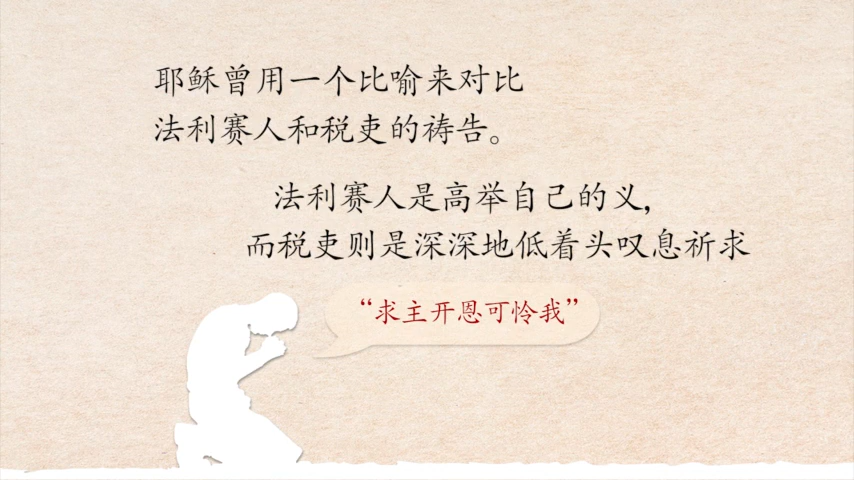 耶稣曾用一个比喻来对比
法利赛人和税吏的祷告。
法利赛人是高举自己的义,
而税吏则是深深地低着头叹息祈求
“求主开恩可怜我”